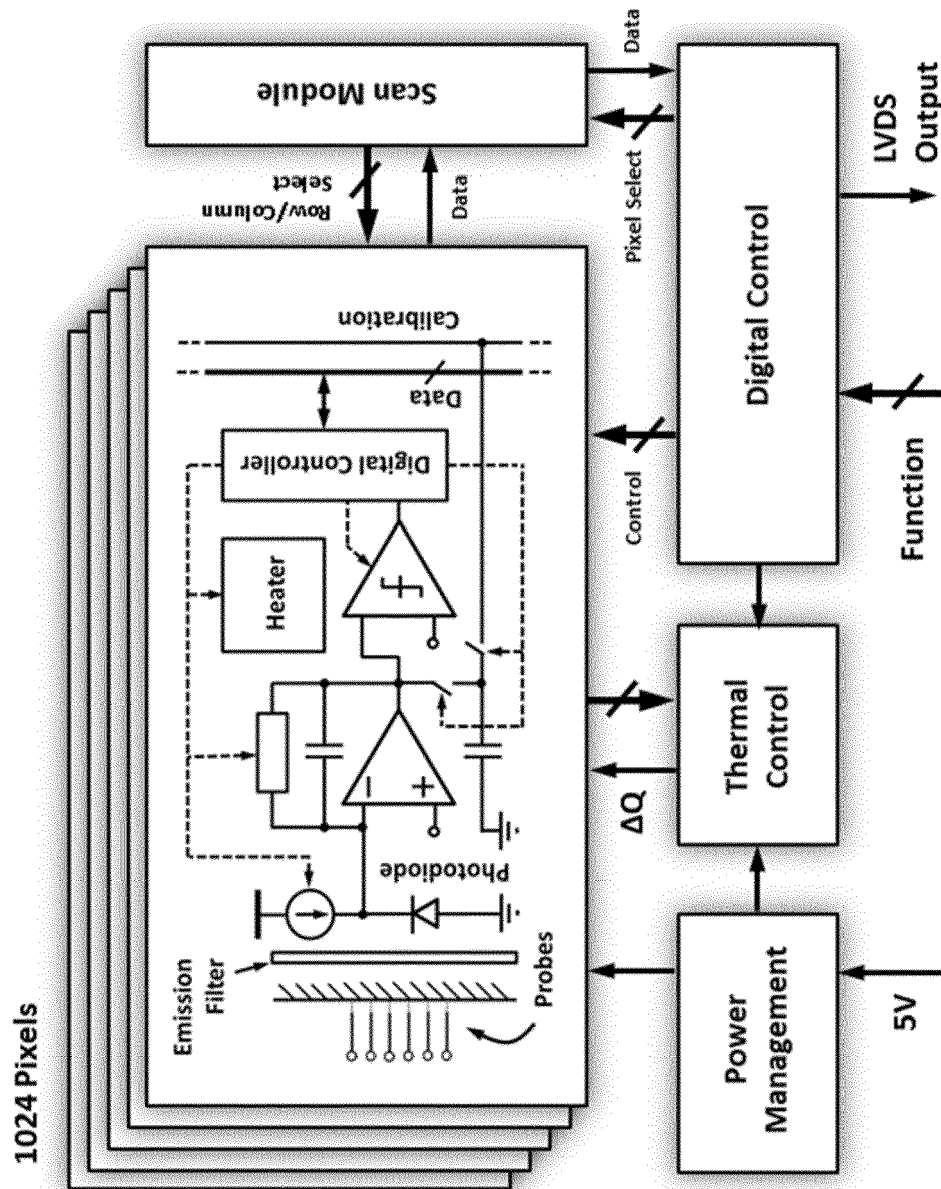 1024 Pixels
Emission
Filter
Probes
Photodiode
Heater
Digital Controller
Data
Calibration
Row/Column
Select
Data
Scan Module
ΔQ
Control
Pixel Select
Data
Power
Management
Thermal
Control
Digital Control
5V
Function
LVDS
Output